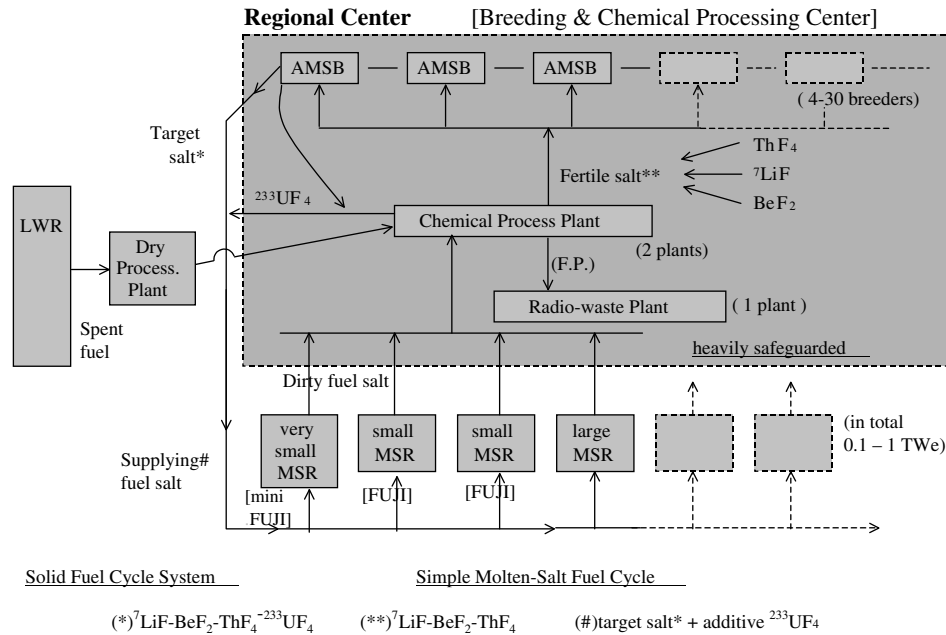 Regional Center [Breeding & Chemical Processing Center]
AMSB AMSB AMSB
( 4-30 breeders)
Target
salt*
ThF₄
⁷LiF
BeF₂
Fertile salt**
²³³UF₄
LWR
Chemical Process Plant
(2 plants)
Dry
Process.
Plant
(F.P.)
Radio-waste Plant
( 1 plant )
Spent
fuel
heavily safeguarded
Dirty fuel salt
very
small
MSR
small
MSR
small
MSR
large
MSR
(in total
0.1 – 1 TWe)
Supplying#
fuel salt
[mini
FUJI]
[FUJI]
[FUJI]
Solid Fuel Cycle System
Simple Molten-Salt Fuel Cycle
(*)⁷LiF-BeF₂-ThF₄-²³³UF₄
(**)⁷LiF-BeF₂-ThF₄
(#)target salt* + additive ²³³UF₄